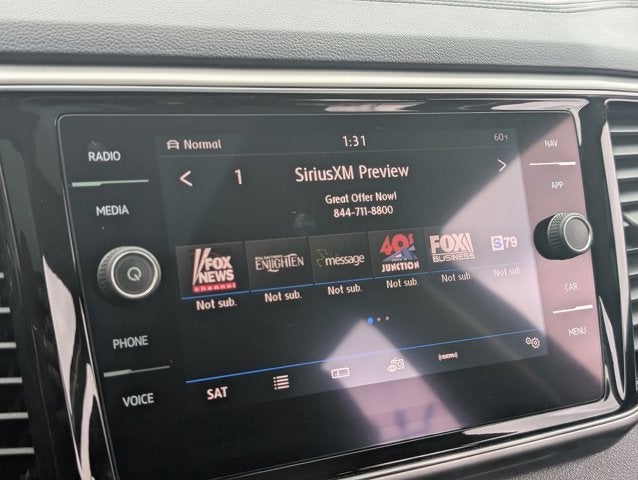 RADIO
MEDIA
PHONE
VOICE
Normal 1:31 60°F
< 1 SiriusXM Preview >
Great Offer Now!
844-711-8800
FOX NEWS channel
ENLIGHTEN
message
40s JUNCTION
FOX BUSINESS
S 79
Not sub. Not sub. Not sub. Not sub. Not sub. Not sub.
SAT
NAV
APP
CAR
MENU